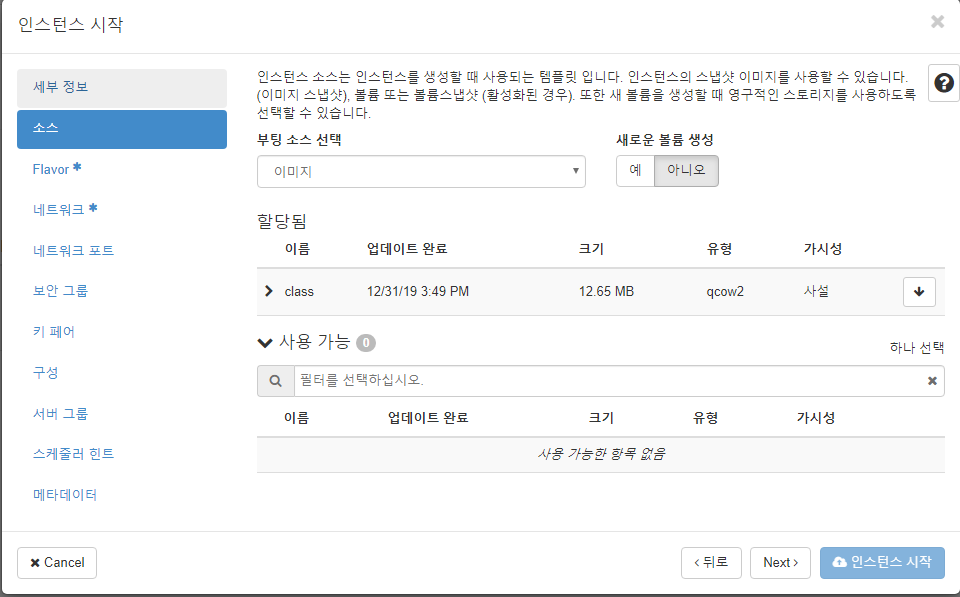 인스턴스 시작
세부 정보
소스
Flavor *
네트워크 *
네트워크 포트
보안 그룹
키 페어
구성
서버 그룹
스케줄러 힌트
메타데이터
인스턴스 소스는 인스턴스를 생성할 때 사용되는 템플릿 입니다. 인스턴스의 스냅샷 이미지를 사용할 수 있습니다.
(이미지 스냅샷), 볼륨 또는 볼륨스냅샷 (활성화된 경우). 또한 새 볼륨을 생성할 때 영구적인 스토리지를 사용하도록
선택할 수 있습니다.
부팅 소스 선택 새로운 볼륨 생성
이미지 예 아니오
할당됨
이름 업데이트 완료 크기 유형 가시성
class 12/31/19 3:49 PM 12.65 MB qcow2 사설
사용 가능 0
하나 선택
필터를 선택하십시오.
이름 업데이트 완료 크기 유형 가시성
사용 가능한 항목 없음
Cancel ‹ 뒤로 Next › 인스턴스 시작